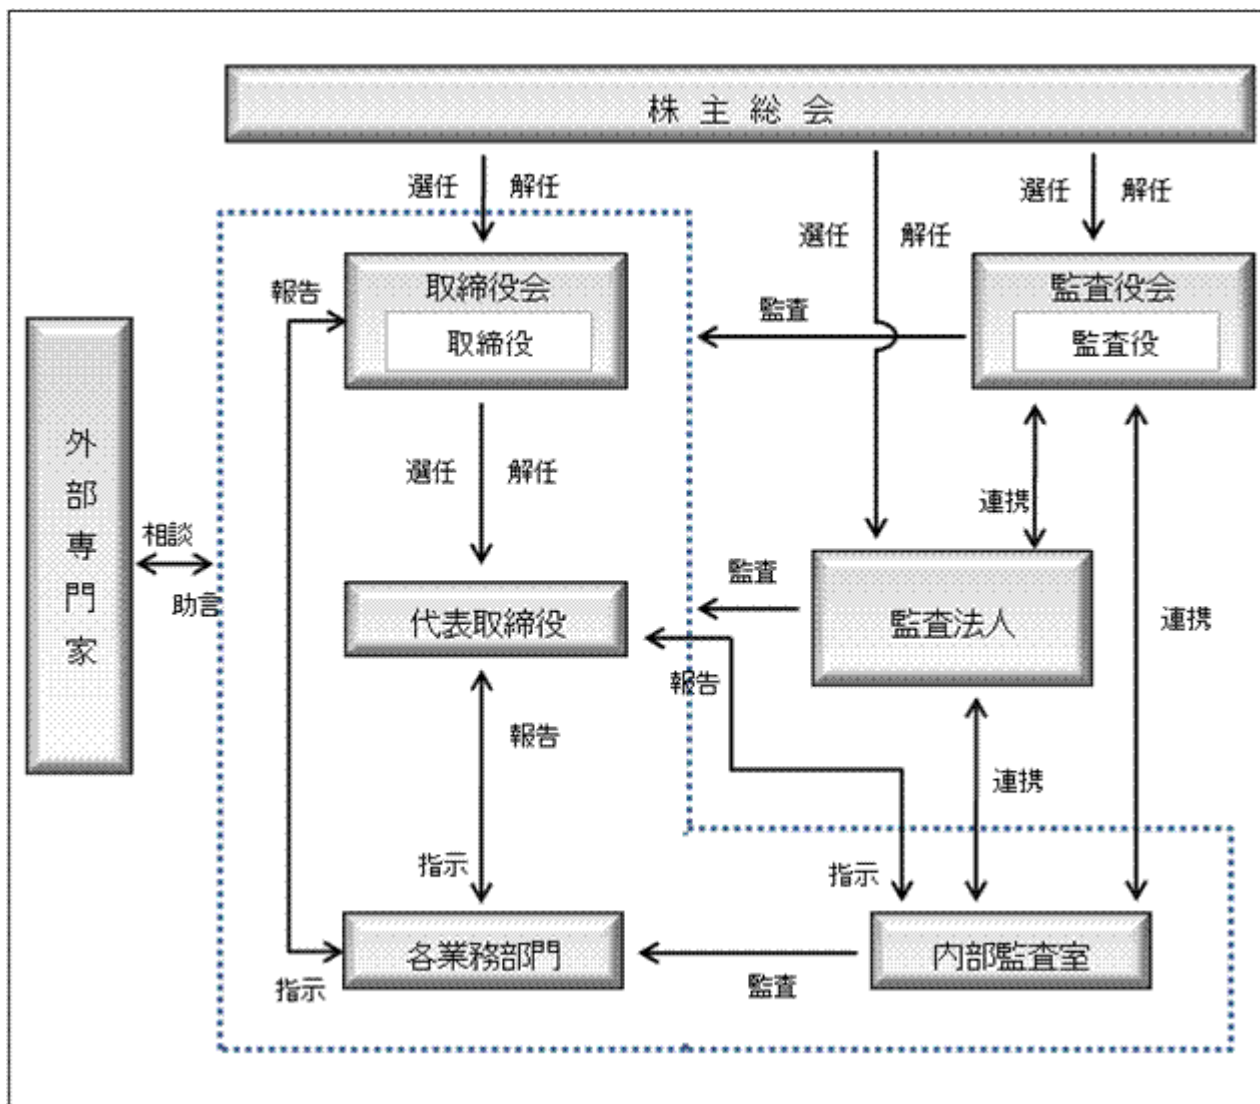 株主総会
選任 解任
選任 解任
選任 解任
取締役会
取締役
監査役会
監査役
報告
監査
外部専門家
選任 解任
連携
相談
助言
監査
代表取締役
監査法人
連携
報告
報告
連携
指示
指示
各業務部門
内部監査室
監査
指示